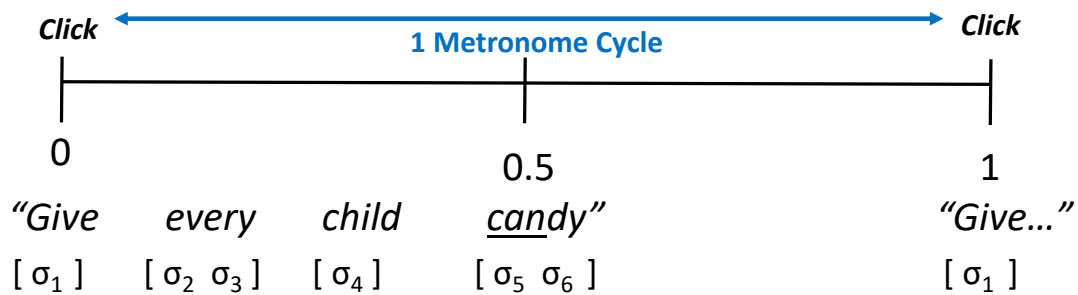 Click Click
1 Metronome Cycle
0 0.5 1
“Give every child candy” “Give…”
[ σ₁ ] [ σ₂ σ₃ ] [ σ₄ ] [ σ₅ σ₆ ] [ σ₁ ]